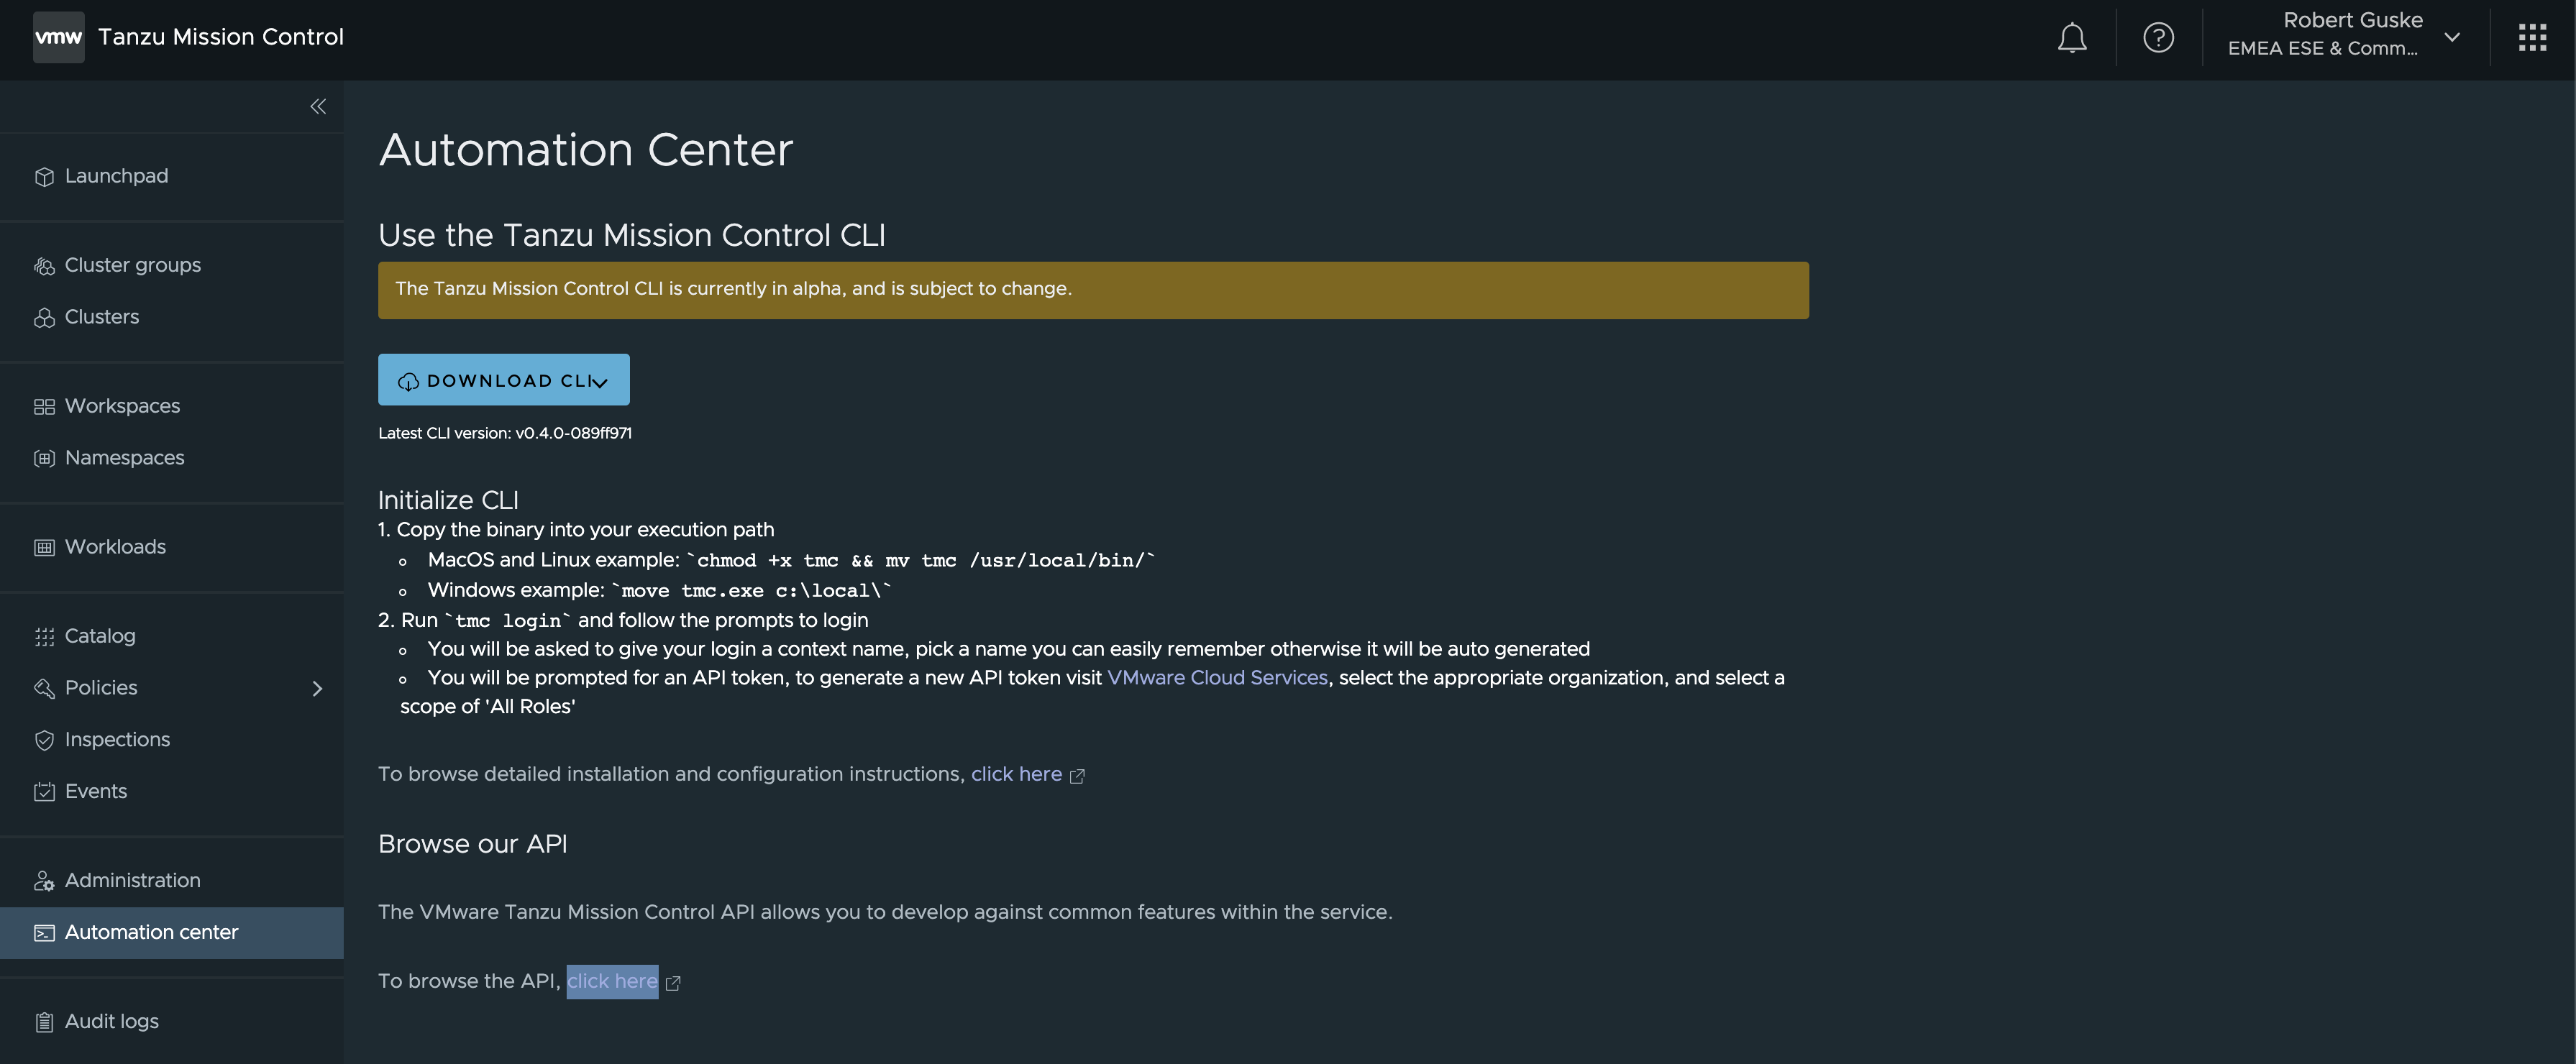 vmw Tanzu Mission Control
Robert Guske
EMEA ESE & Comm...
Launchpad
Cluster groups
Clusters
Workspaces
Namespaces
Workloads
Catalog
Policies
Inspections
Events
Administration
Automation center
Audit logs
Automation Center
Use the Tanzu Mission Control CLI
The Tanzu Mission Control CLI is currently in alpha, and is subject to change.
DOWNLOAD CLI
Latest CLI version: v0.4.0-089ff971
Initialize CLI
1. Copy the binary into your execution path
MacOS and Linux example: `chmod +x tmc && mv tmc /usr/local/bin/`
Windows example: `move tmc.exe c:\local\`
2. Run `tmc login` and follow the prompts to login
You will be asked to give your login a context name, pick a name you can easily remember otherwise it will be auto generated
You will be prompted for an API token, to generate a new API token visit VMware Cloud Services, select the appropriate organization, and select a
scope of 'All Roles'
To browse detailed installation and configuration instructions, click here
Browse our API
The VMware Tanzu Mission Control API allows you to develop against common features within the service.
To browse the API, click here